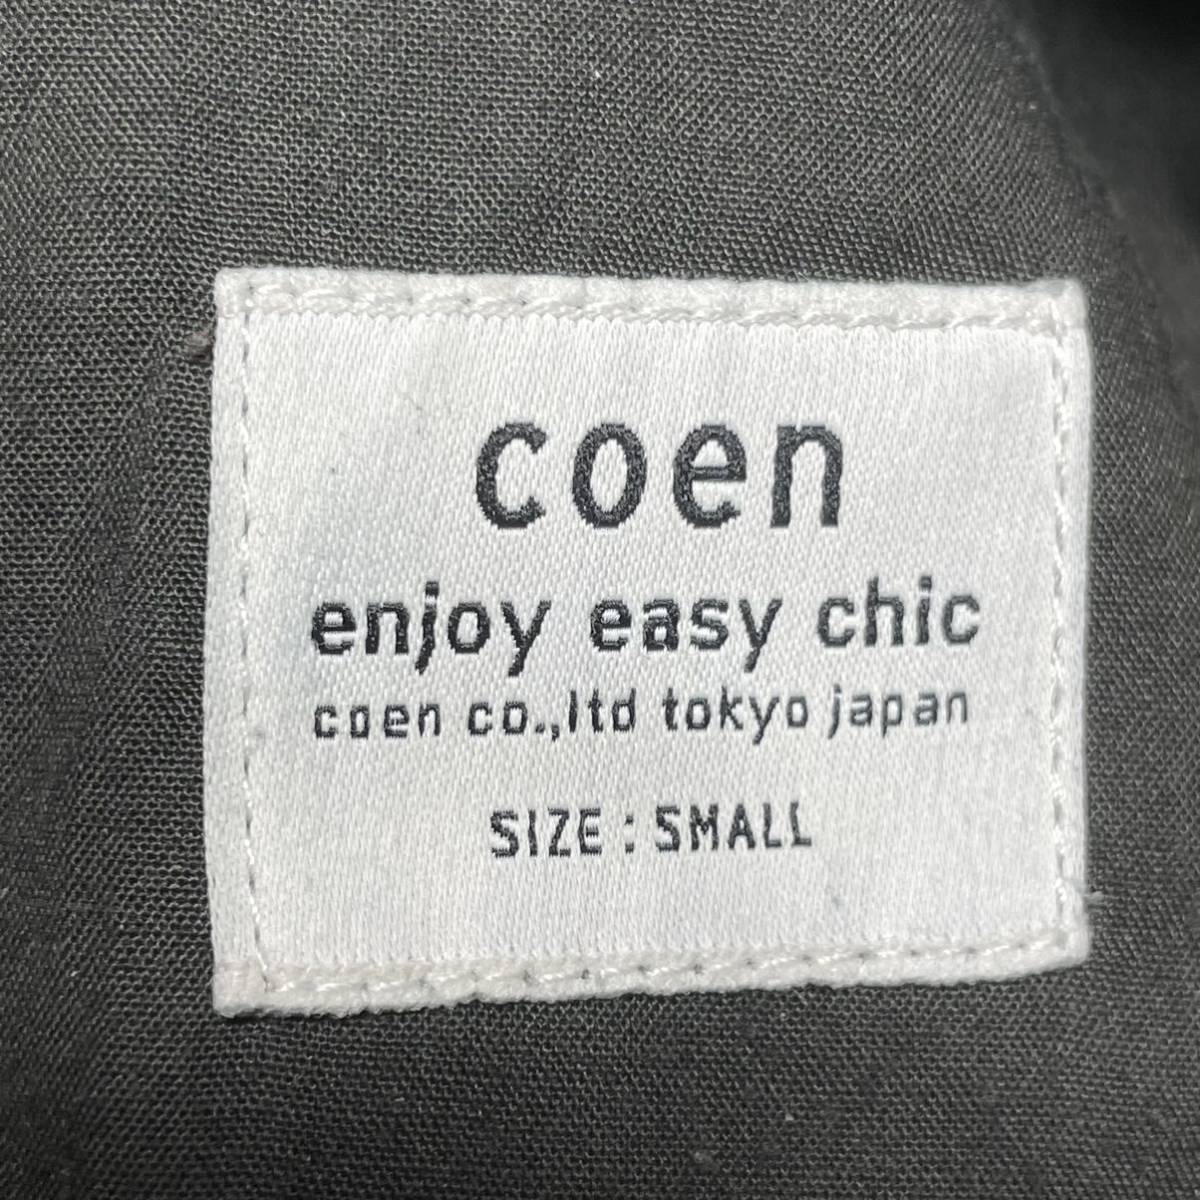 coen
enjoy easy chic
coen co.,ltd tokyo japan
SIZE : SMALL